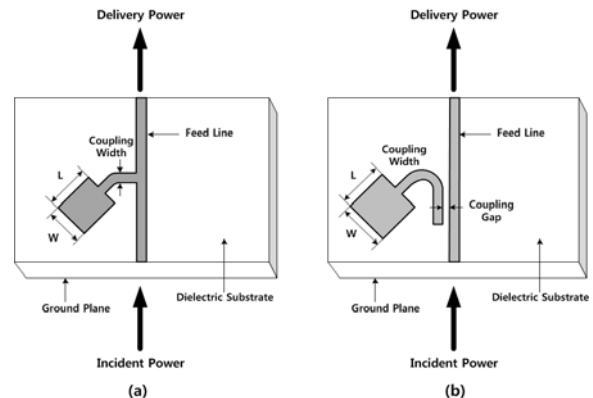 Delivery Power
Feed Line
Coupling
Width
L
W
Ground Plane
Dielectric Substrate
Incident Power
(a)
Delivery Power
Feed Line
Coupling
Width
L
Coupling
Gap
W
Ground Plane
Dielectric Substrate
Incident Power
(b)